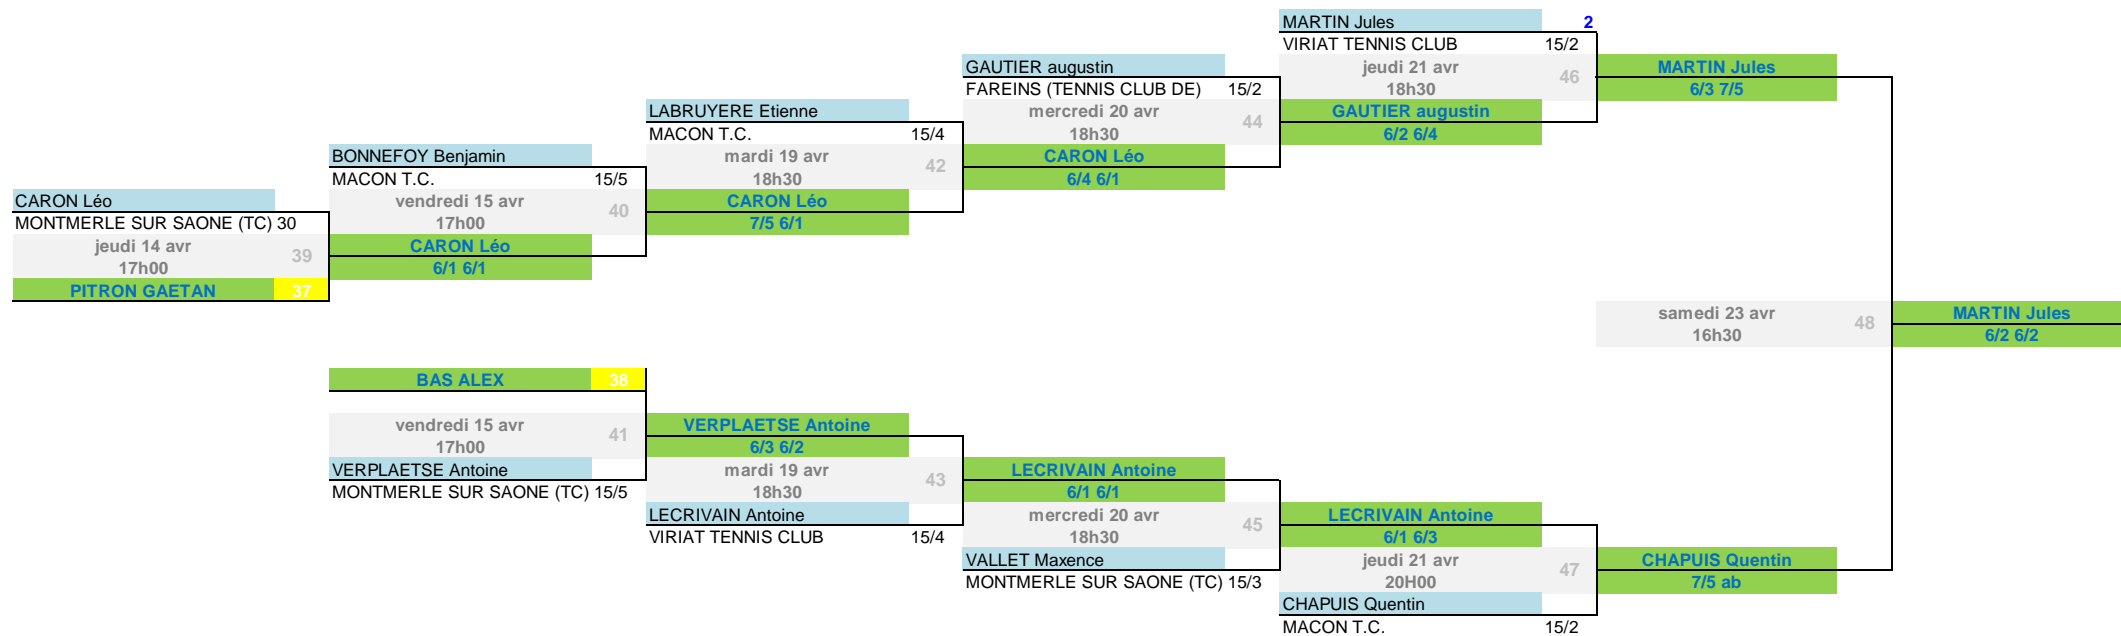 MARTIN Jules 2
VIRIAT TENNIS CLUB 15/2
GAUTIER augustin
jeudi 21 avr 46
MARTIN Jules
FAREINS (TENNIS CLUB DE) 15/2
18h30
6/3 7/5
LABRUYERE Etienne
mercredi 20 avr 44
GAUTIER augustin
MACON T.C. 15/4
18h30
6/2 6/4
BONNEFOY Benjamin
mardi 19 avr 42
CARON Léo
MACON T.C. 15/5
18h30
6/4 6/1
CARON Léo
vendredi 15 avr 40
CARON Léo
MONTMERLE SUR SAONE (TC) 30
17h00
7/5 6/1
jeudi 14 avr 39
CARON Léo
17h00
6/1 6/1
PITRON GAETAN 37
samedi 23 avr 48
MARTIN Jules
16h30
6/2 6/2
BAS ALEX 38
vendredi 15 avr 41
VERPLAETSE Antoine
17h00
6/3 6/2
VERPLAETSE Antoine
mardi 19 avr 43
LECRIVAIN Antoine
MONTMERLE SUR SAONE (TC) 15/5
18h30
6/1 6/1
LECRIVAIN Antoine
mercredi 20 avr 45
LECRIVAIN Antoine
VIRIAT TENNIS CLUB 15/4
18h30
6/1 6/3
VALLET Maxence
jeudi 21 avr 47
CHAPUIS Quentin
MONTMERLE SUR SAONE (TC) 15/3
20H00
7/5 ab
CHAPUIS Quentin
MACON T.C. 15/2